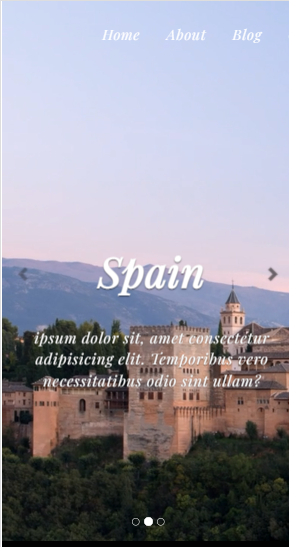 Home About Blog
Spain
ipsum dolor sit, amet consectetur
adipisicing elit. Temporibus vero
necessitatibus odio sint ullam?